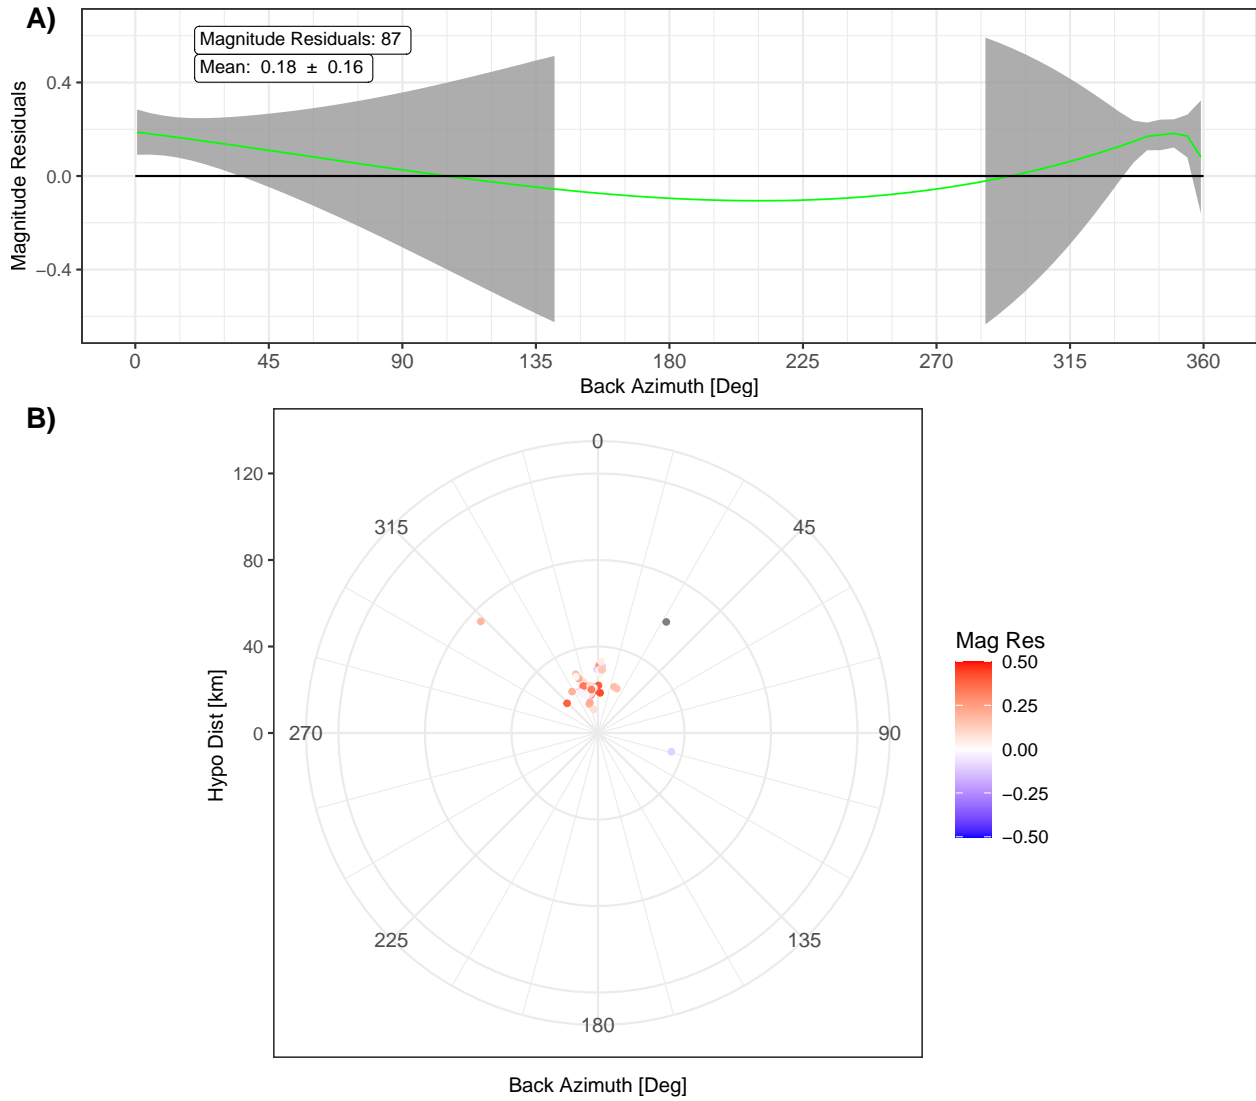 A)
Magnitude Residuals: 87
Mean:  0.18  ±  0.16
Magnitude Residuals
0.4
0.0
−0.4
0 45 90 135 180 225 270 315 360
Back Azimuth [Deg]
B)
Hypo Dist [km]
120
80
40
0
0
45
90
135
180
225
270
315
Back Azimuth [Deg]
Mag Res
0.50
0.25
0.00
−0.25
−0.50